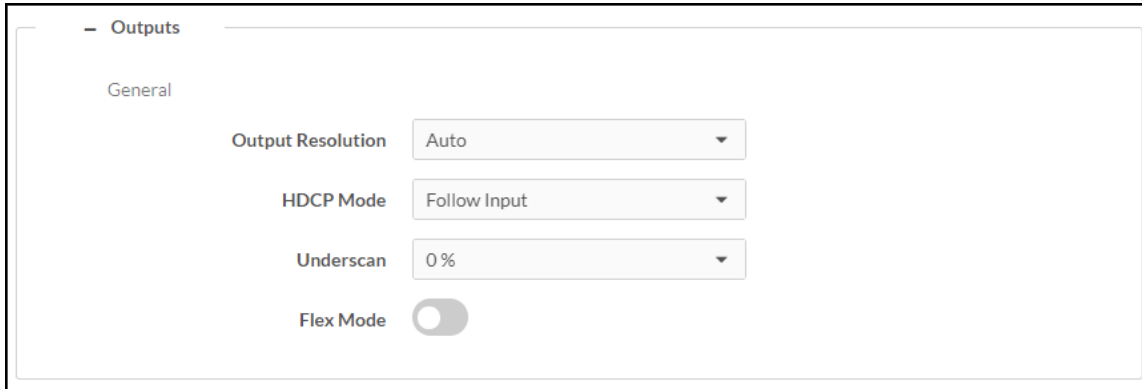 – Outputs
General
Output Resolution Auto
HDCP Mode Follow Input
Underscan 0 %
Flex Mode